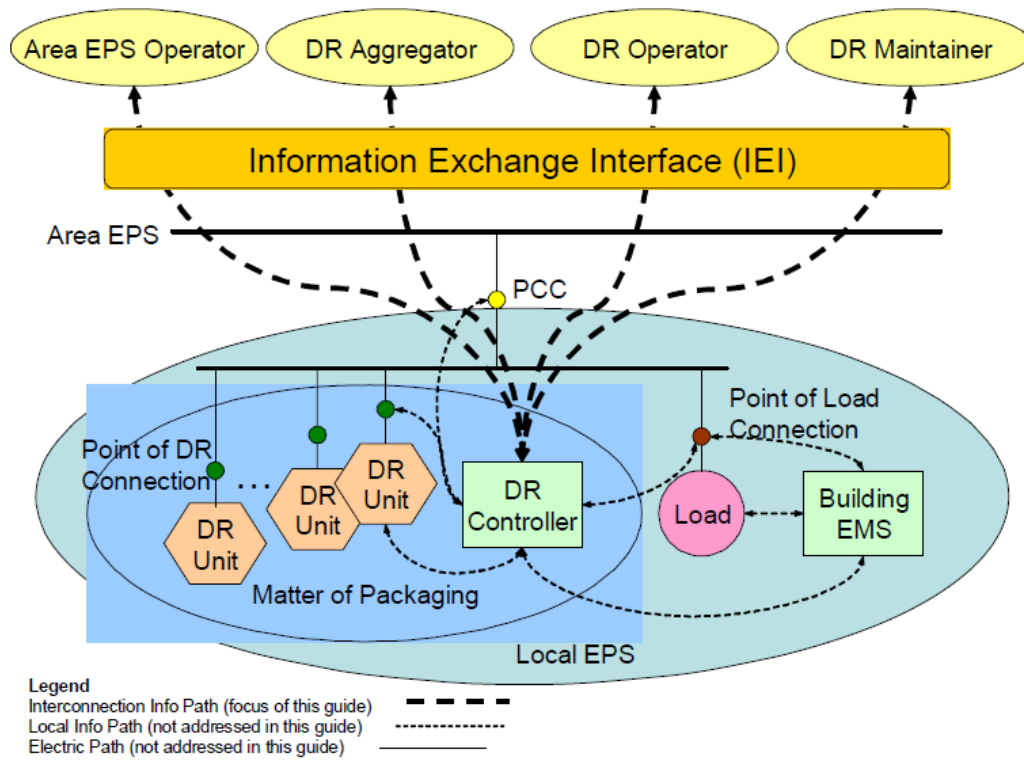 Area EPS Operator
DR Aggregator
DR Operator
DR Maintainer
Information Exchange Interface (IEI)
Area EPS
PCC
Point of DR
Connection
...
DR
Unit
DR
Unit
DR
Unit
DR
Controller
Point of Load
Connection
Load
Building
EMS
Matter of Packaging
Local EPS
Legend
Interconnection Info Path (focus of this guide)
Local Info Path (not addressed in this guide)
Electric Path (not addressed in this guide)